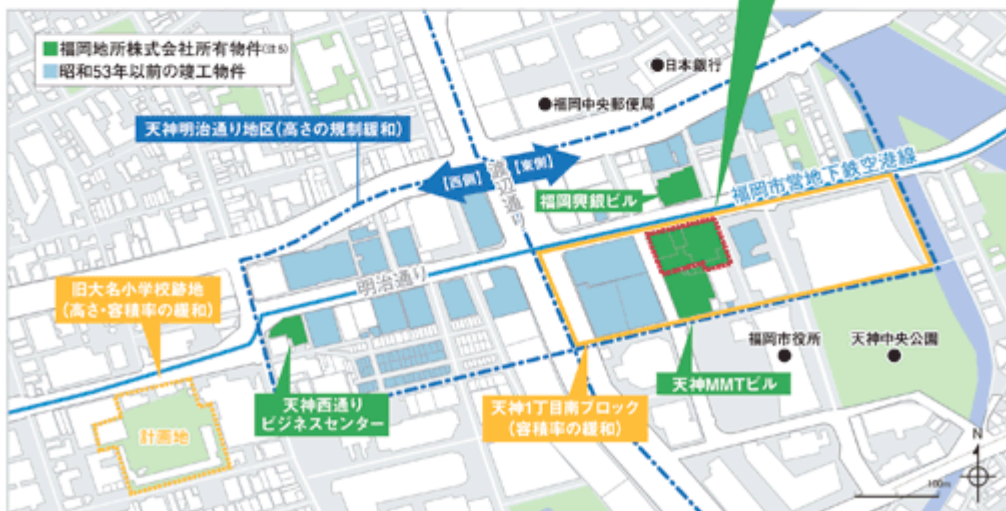 福岡地所株式会社所有物件(注5)
昭和53年以前の竣工物件
日本銀行
福岡中央郵便局
天神明治通り地区(高さの規制緩和)
【西側】
【東側】
渡辺通り
福岡興銀ビル
福岡市営地下鉄空港線
明治通り
旧大名小学校跡地
(高さ・容積率の緩和)
福岡市役所
天神中央公園
天神MMTビル
天神西通り
ビジネスセンター
天神1丁目南ブロック
(容積率の緩和)
計画地
N
100m